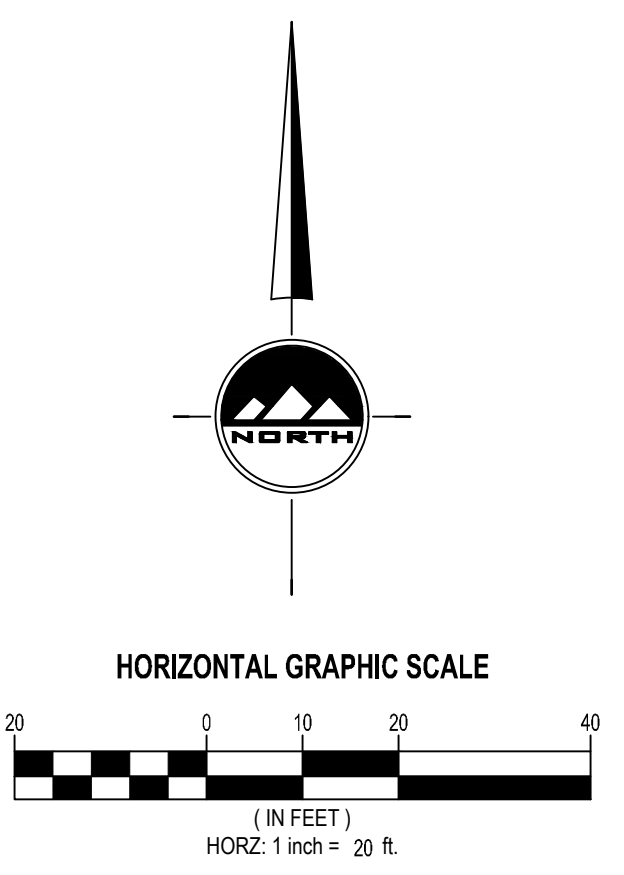 NORTH
HORIZONTAL GRAPHIC SCALE
20 0 10 20 40
( IN FEET )
HORZ: 1 inch = 20 ft.